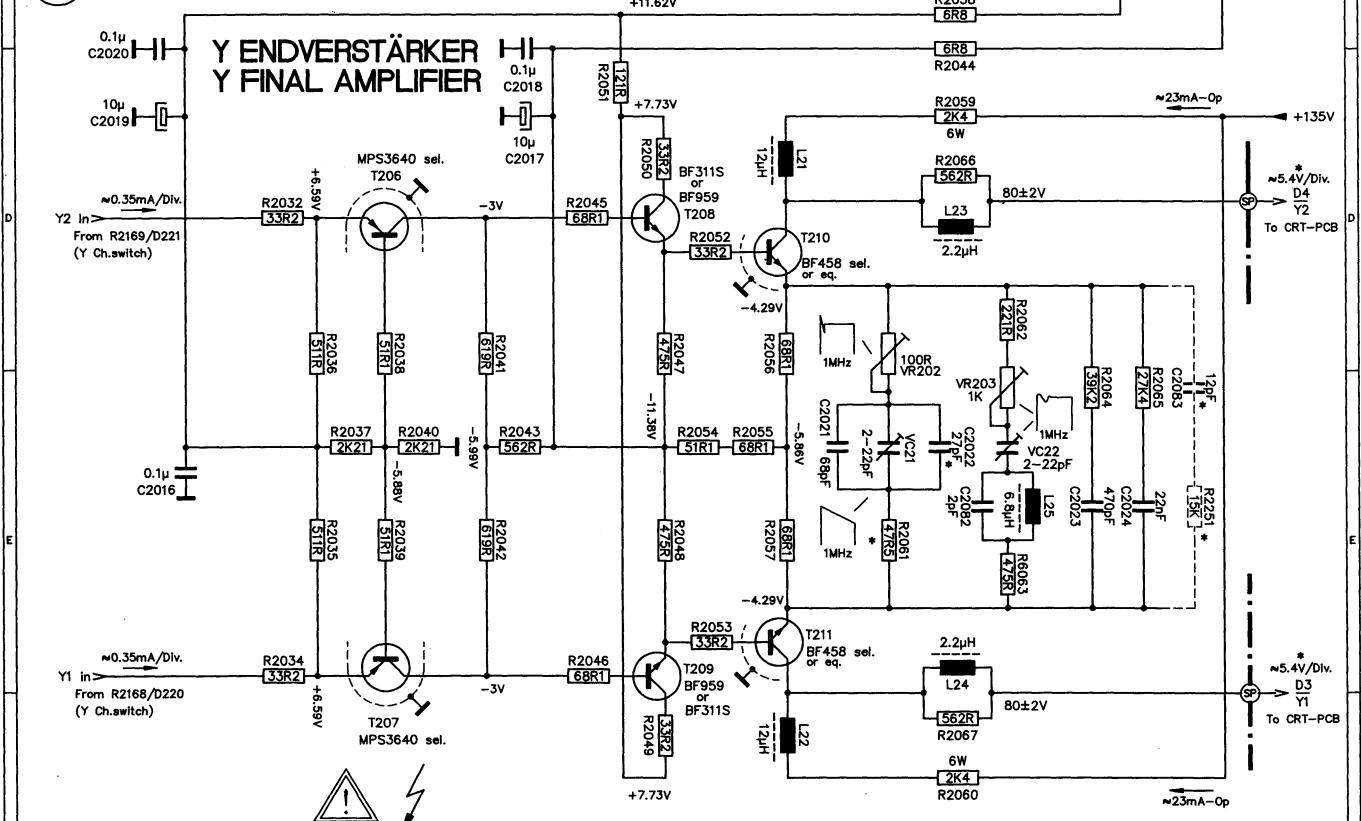 +11.62V
R2058
6R8
0.1µ
C2020
Y ENDVERSTÄRKER
Y FINAL AMPLIFIER
0.1µ
C2018
6R8
R2044
121R
R2051
10µ
C2019
10µ
C2017
+7.73V
R2059
2K4
6W
≈23mA-Op
+135V
MPS3640 sel.
T206
33R2
R2050
BF311S
or
BF959
T208
12µH
L21
R2066
562R
L23
2.2µH
80±2V
*
≈5.4V/Div.
D4
Y2
SP
To CRT-PCB
≈0.35mA/Div.
Y2 In
From R2169/D221
(Y Ch.switch)
R2032
33R2
+6.59V
-3V
R2045
68R1
R2052
33R2
T210
BF458 sel.
or eq.
-4.29V
D
D
R2036
511R
R2038
51R1
R2041
619R
R2047
475R
R2056
68R1
1MHz
100R
VR202
R2062
221R
VR203
1K
1MHz
R2064
39K2
R2065
27K4
C2083
12pF
*
R2037
2K21
R2040
2K21
-5.88V
-5.99V
R2043
562R
-11.38V
R2054
51R1
R2055
68R1
-5.86V
C2021
68pF
2-22pF
VC21
C2022
27pF
*
VC22
2-22pF
0.1µ
C2016
C2082
2pF
6.8µH
L25
C2023
470pF
C2024
22nF
R2251
15K
*
R2035
511R
R2039
51R1
R2042
619R
R2048
475R
R2057
68R1
1MHz
*
R2061
47R5
R6063
475R
E
E
-4.29V
≈0.35mA/Div.
Y1 in
From R2168/D220
(Y Ch.switch)
R2034
33R2
+6.59V
T207
MPS3640 sel.
-3V
R2046
68R1
R2053
33R2
T209
BF959
or
BF311S
R2049
33R2
T211
BF458 sel.
or eq.
12µH
L22
2.2µH
L24
562R
R2067
80±2V
*
≈5.4V/Div.
D3
Y1
SP
To CRT-PCB
6W
2K4
R2060
+7.73V
≈23mA-Op
!